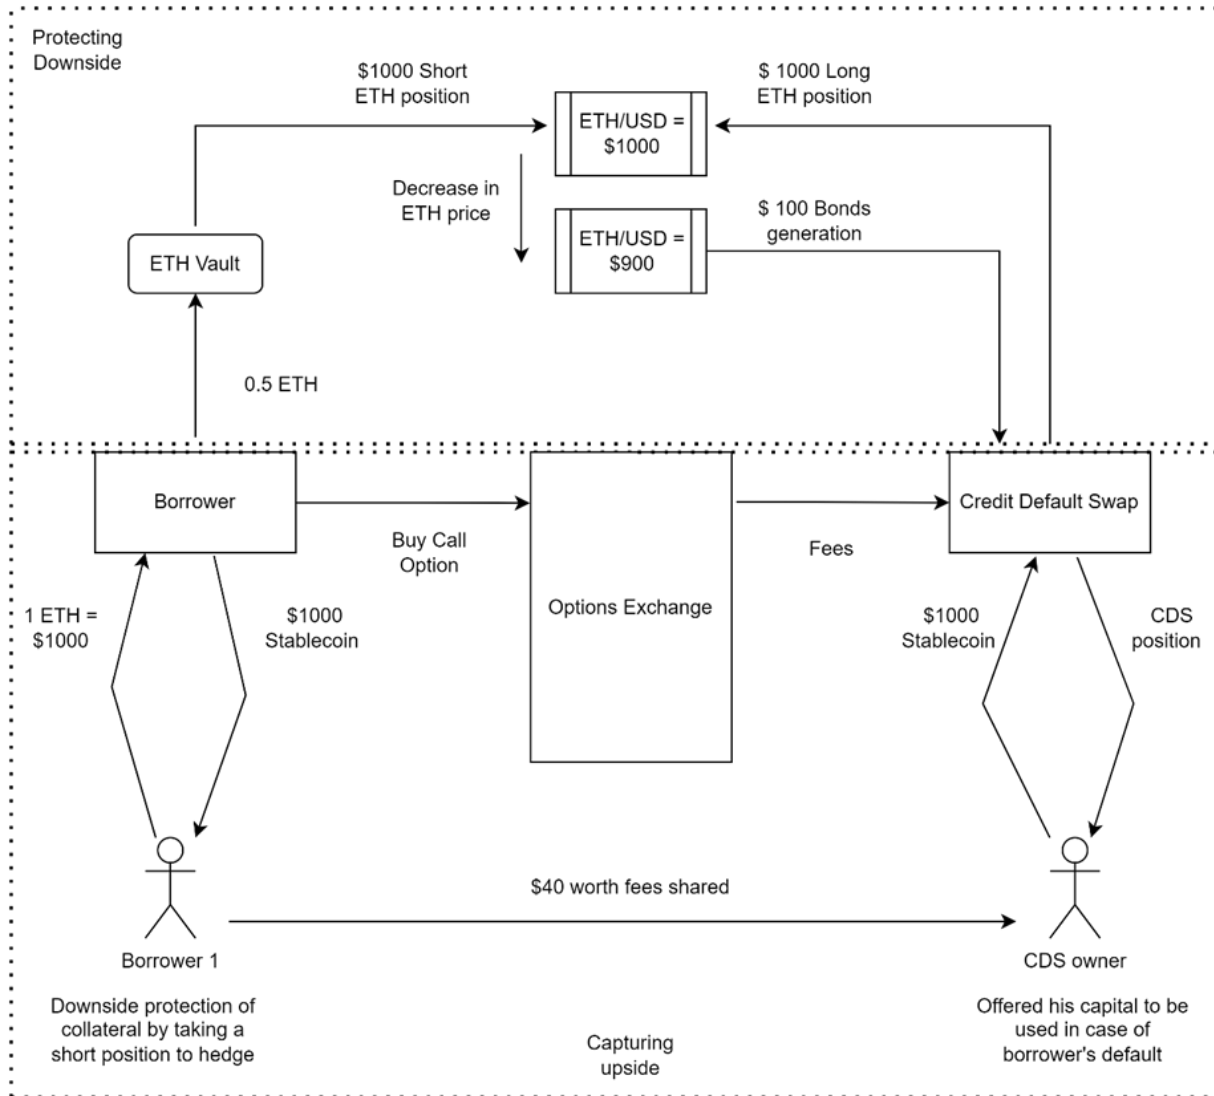 Protecting
Downside
$1000 Short
ETH position
ETH/USD =
$1000
$ 1000 Long
ETH position
Decrease in
ETH price
ETH/USD =
$900
$ 100 Bonds
generation
ETH Vault
0.5 ETH
Borrower
Buy Call
Option
Options Exchange
Fees
Credit Default Swap
1 ETH =
$1000
$1000
Stablecoin
$1000
Stablecoin
CDS
position
$40 worth fees shared
Borrower 1
CDS owner
Downside protection of
collateral by taking a
short position to hedge
Offered his capital to be
used in case of
borrower's default
Capturing
upside